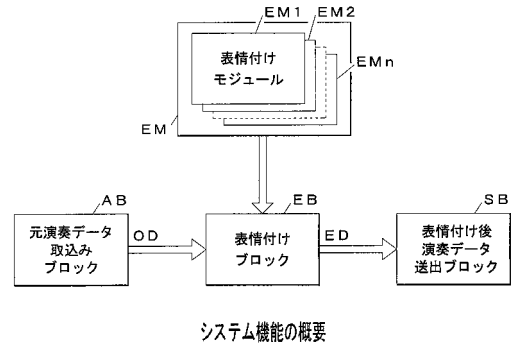 EM1
EM2
表情付け
モジュール
EMn
EM
AB
EB
SB
元演奏データ
取込み
ブロック
OD
表情付け
ブロック
ED
表情付け後
演奏データ
送出ブロック
システム機能の概要